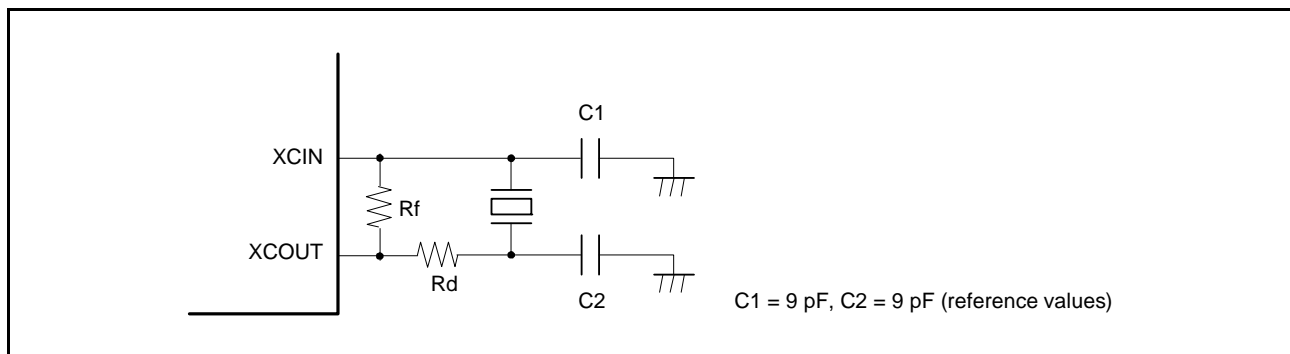 C1
XCIN
Rf
XCOUT
Rd
C2
C1 = 9 pF, C2 = 9 pF (reference values)